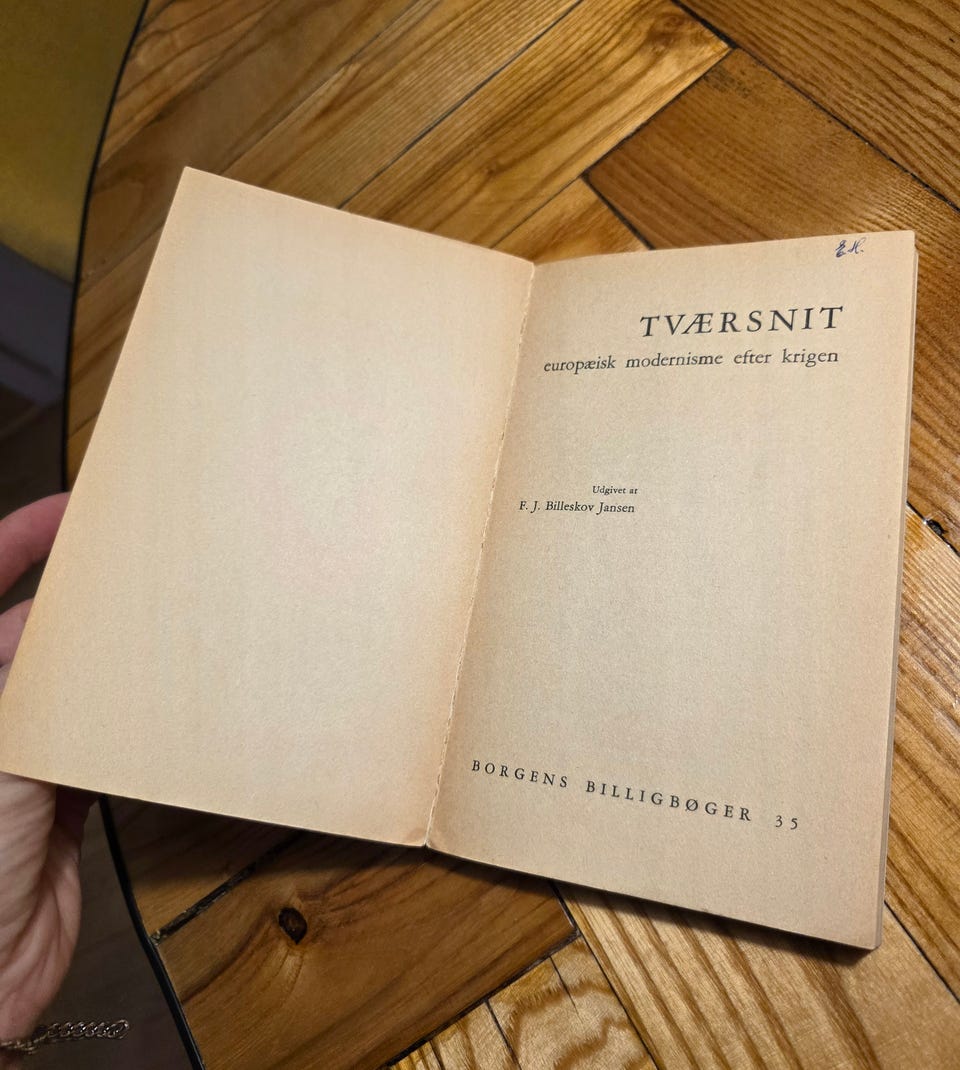 E.H.
TVÆRSNIT
europæisk modernisme efter krigen
Udgivet af
F. J. Billeskov Jansen
BORGENS BILLIGBØGER 35